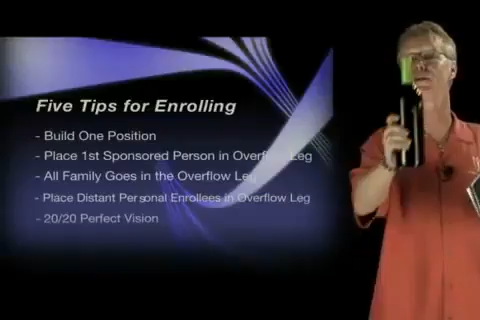 Five Tips for Enrolling
- Build One Position
- Place 1st Sponsored Person in Overflow Leg
- All Family Goes in the Overflow Leg
- Place Distant Personal Enrollees in Overflow Leg
- 20/20 Perfect Vision